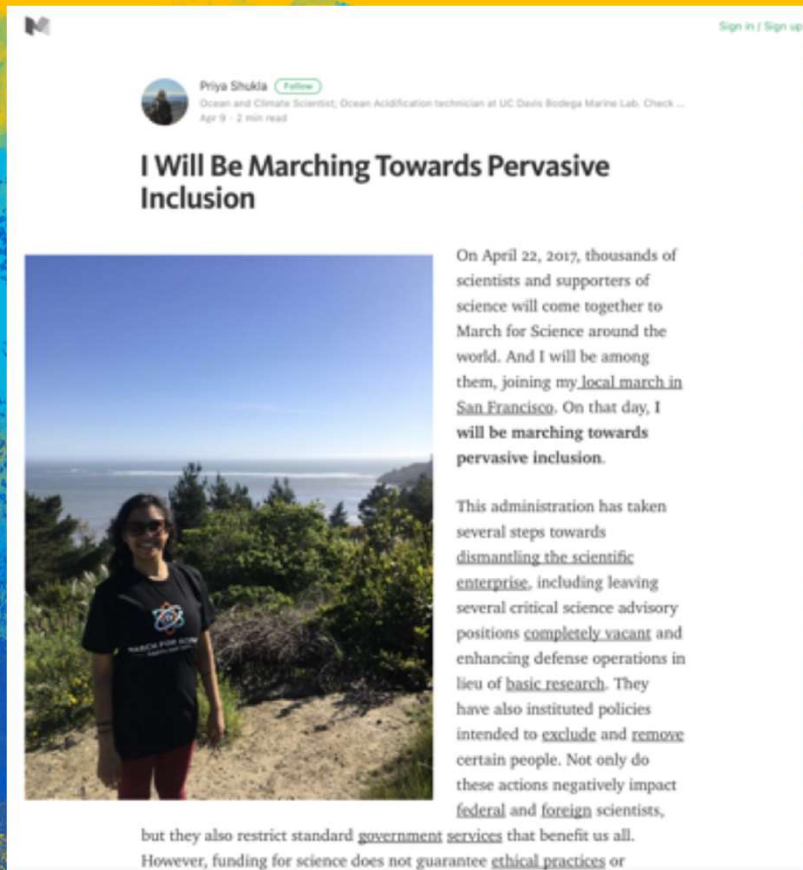 Sign in / Sign up
Priya Shukla Follow
Ocean and Climate Scientist; Ocean Acidification technician at UC Davis Bodega Marine Lab. Check ...
Apr 9 · 2 min read
I Will Be Marching Towards Pervasive
Inclusion
On April 22, 2017, thousands of
scientists and supporters of
science will come together to
March for Science around the
world. And I will be among
them, joining my local march in
San Francisco. On that day, I
will be marching towards
pervasive inclusion.
This administration has taken
several steps towards
dismantling the scientific
enterprise, including leaving
several critical science advisory
positions completely vacant and
enhancing defense operations in
lieu of basic research. They
have also instituted policies
intended to exclude and remove
certain people. Not only do
these actions negatively impact
federal and foreign scientists,
but they also restrict standard government services that benefit us all.
However, funding for science does not guarantee ethical practices or
MARCH FOR